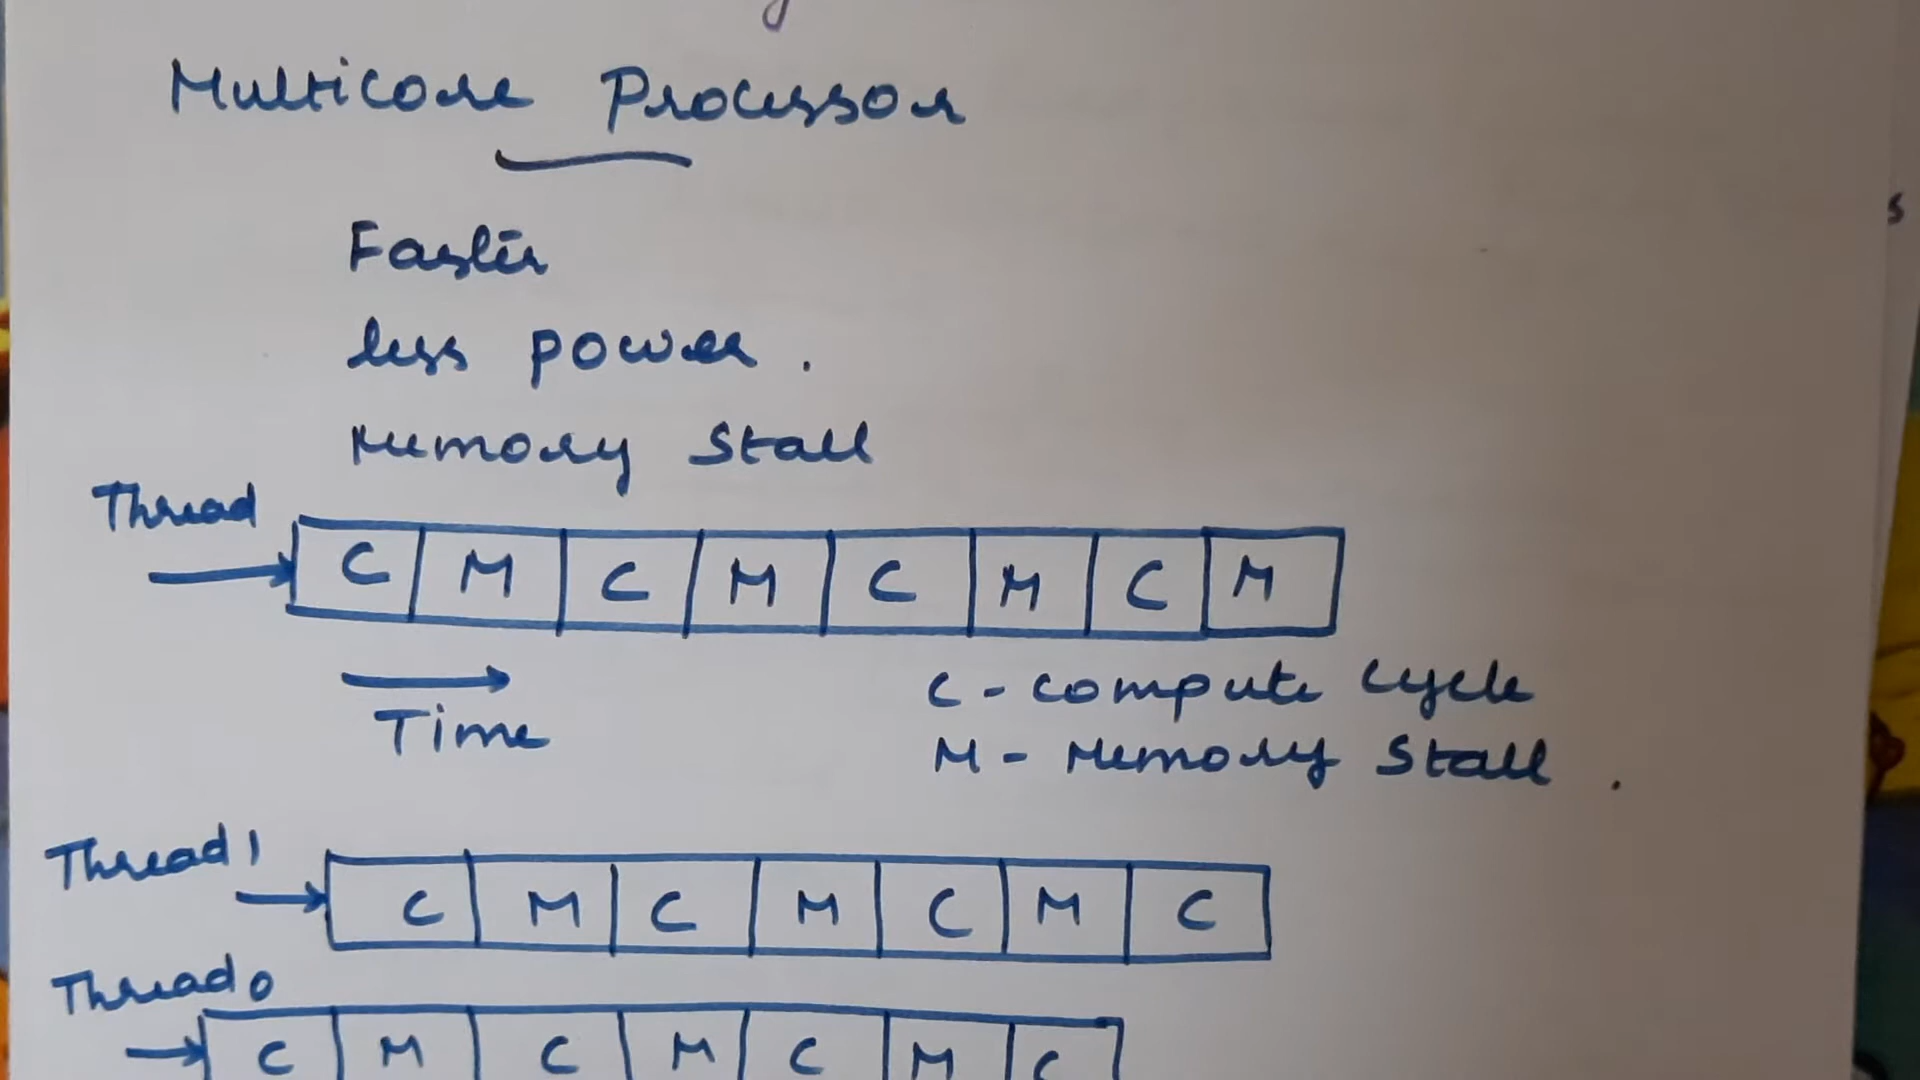 Multicore Processor
Faster
less power.
Memory Stall
Thread
C M C M C M C M
Time
C - compute cycle
M - Memory Stall.
Thread 1
C M C M C M C
Thread 0
C M C M C M C